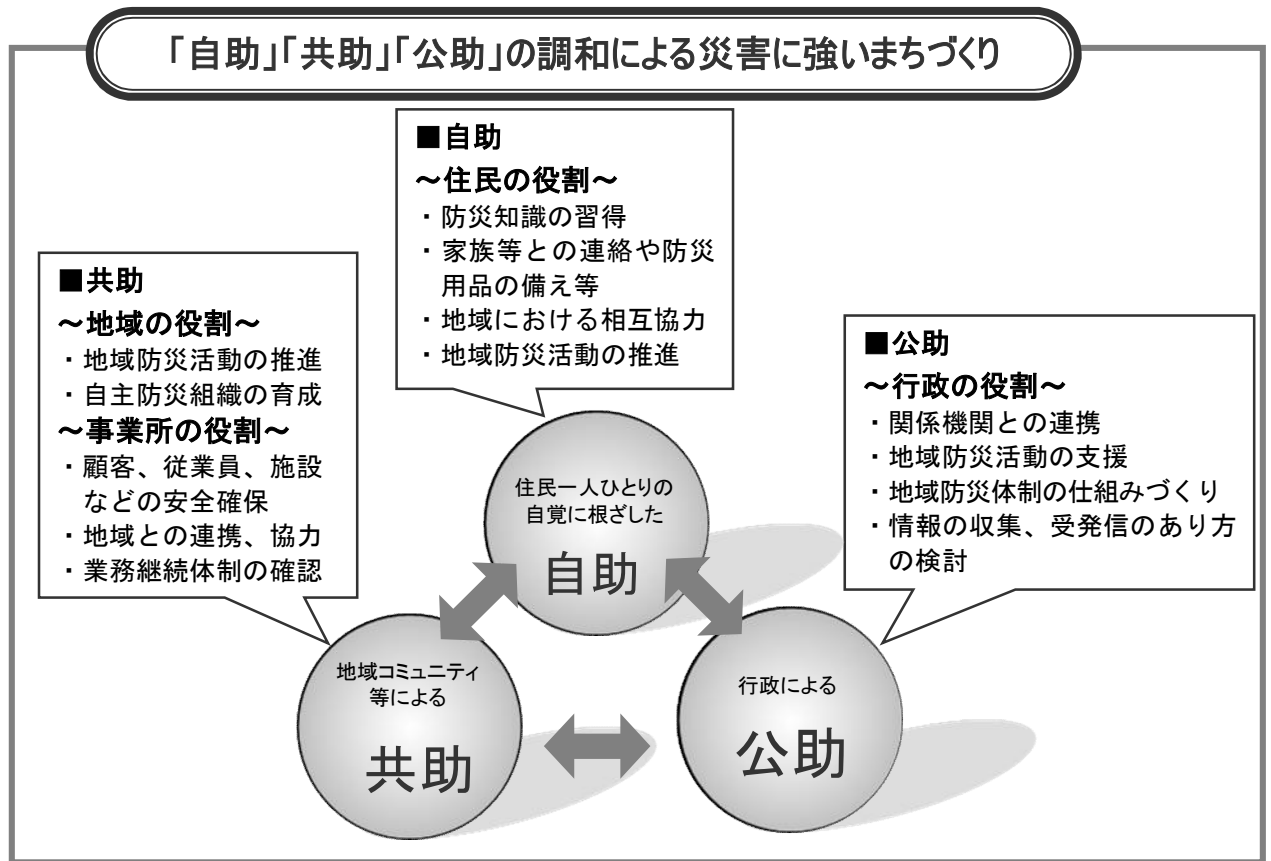 「自助」「共助」「公助」の調和による災害に強いまちづくり
■自助
～住民の役割～
・防災知識の習得
・家族等との連絡や防災
用品の備え等
・地域における相互協力
・地域防災活動の推進
■共助
～地域の役割～
・地域防災活動の推進
・自主防災組織の育成
～事業所の役割～
・顧客、従業員、施設
などの安全確保
・地域との連携、協力
・業務継続体制の確認
■公助
～行政の役割～
・関係機関との連携
・地域防災活動の支援
・地域防災体制の仕組みづくり
・情報の収集、受発信のあり方
の検討
住民一人ひとりの
自覚に根ざした
自助
地域コミュニティ
等による
共助
行政による
公助